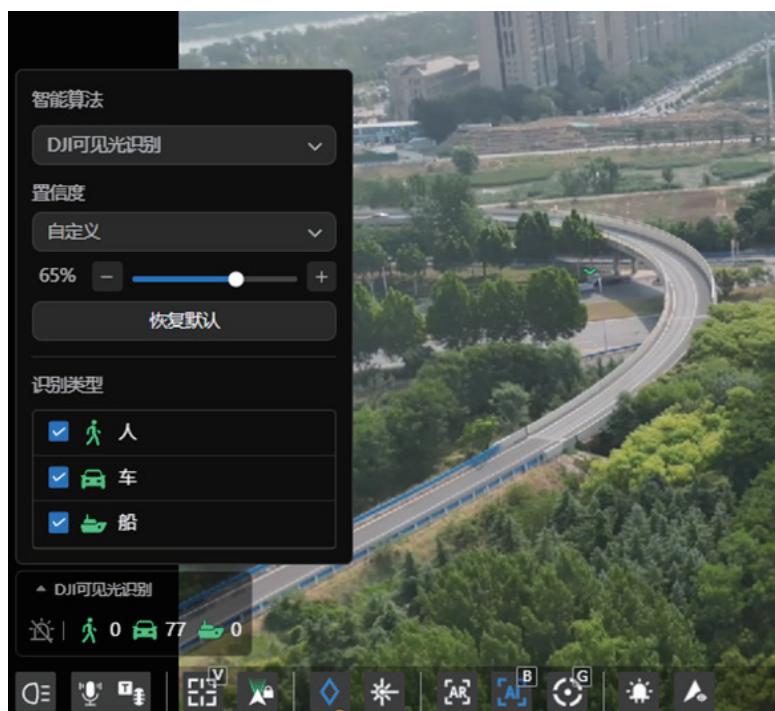 智能算法
DJI可见光识别
置信度
自定义
65%
恢复默认
识别类型
人
车
船
DJI可见光识别
0 77 0
T V AR AI B G